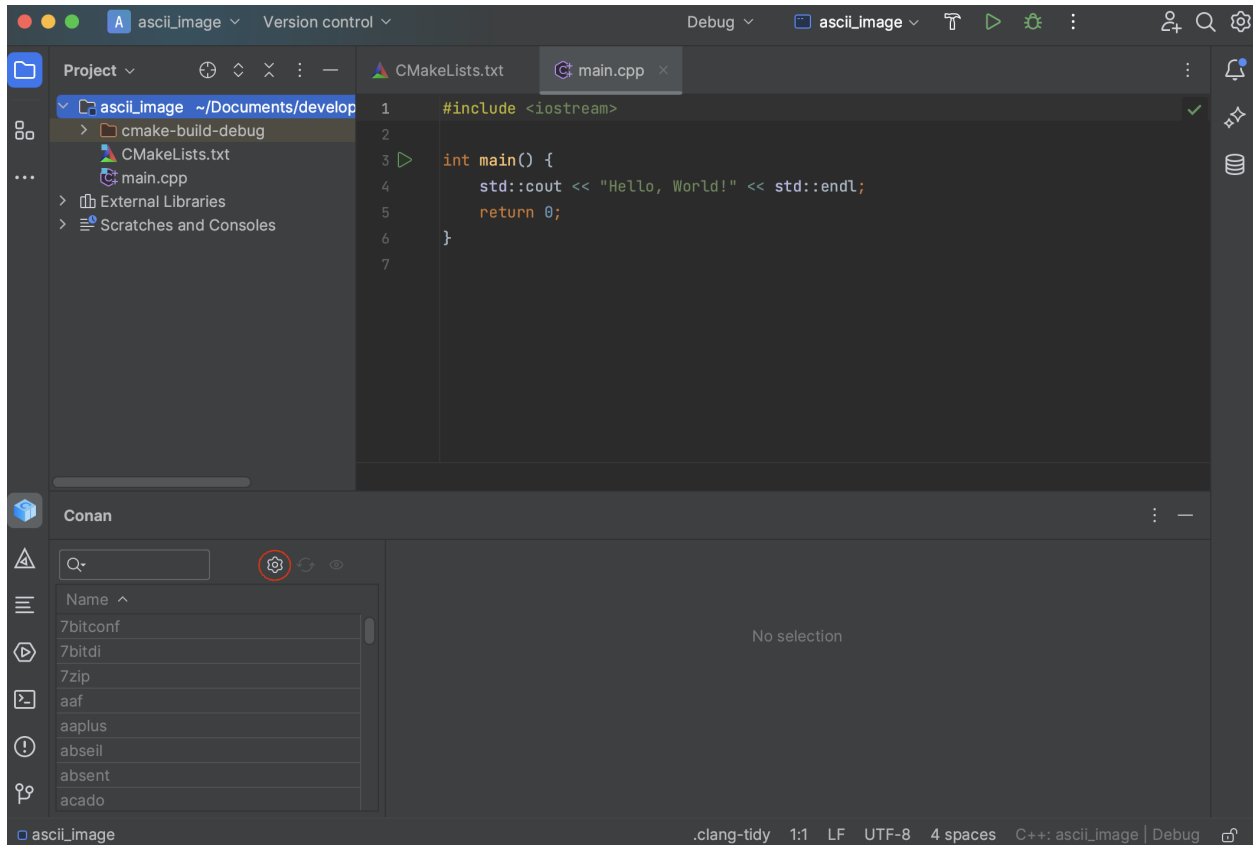 A ascii_image Version control Debug ascii_image
Project
CMakeLists.txt main.cpp
ascii_image ~/Documents/develop
cmake-build-debug
CMakeLists.txt
main.cpp
External Libraries
Scratches and Consoles
1 #include <iostream>
2
3 int main() {
4 std::cout << "Hello, World!" << std::endl;
5 return 0;
6 }
7
Conan
Name
7bitconf
7bitdi
7zip
aaf
aaplus
abseil
absent
acado
No selection
ascii_image .clang-tidy 1:1 LF UTF-8 4 spaces C++: ascii_image | Debug